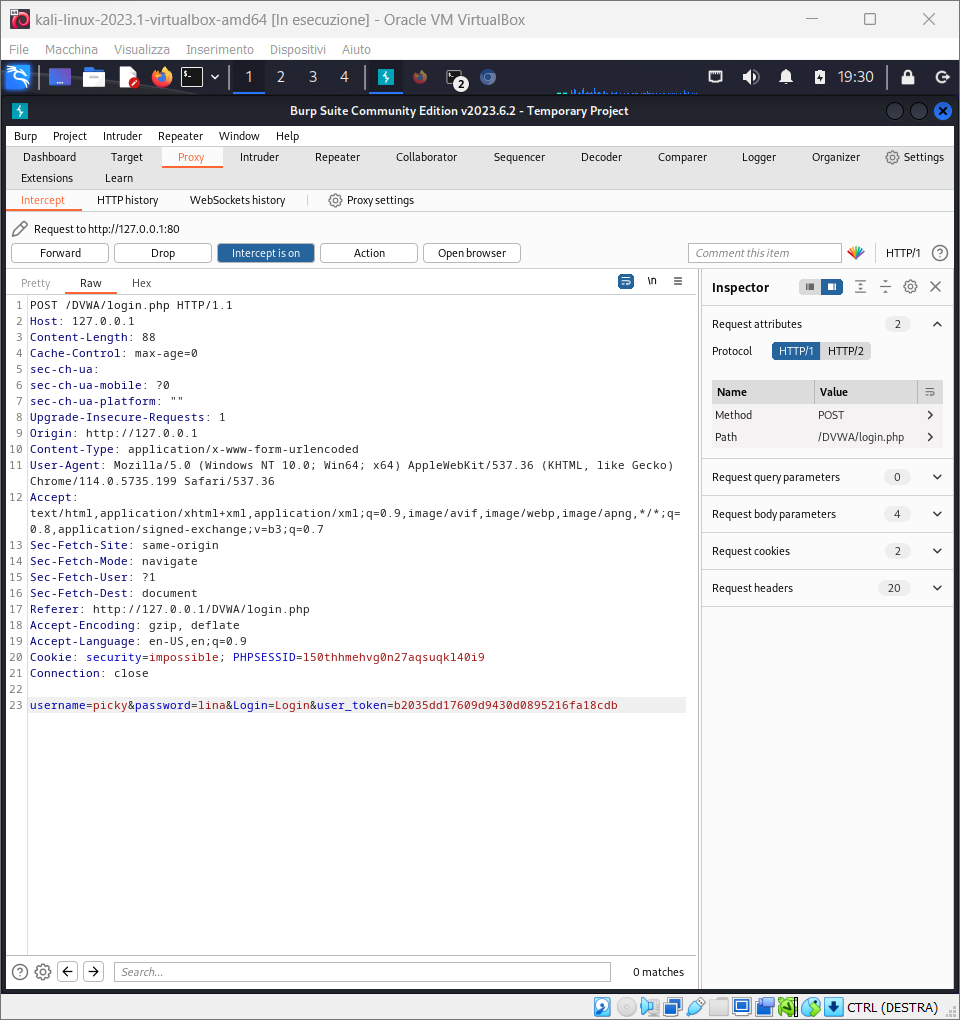 kali-linux-2023.1-virtualbox-amd64 [In esecuzione] - Oracle VM VirtualBox
File Macchina Visualizza Inserimento Dispositivi Aiuto
1 2 3 4 2 19:30
Burp Suite Community Edition v2023.6.2 - Temporary Project
Burp Project Intruder Repeater Window Help
Dashboard Target Proxy Intruder Repeater Collaborator Sequencer Decoder Comparer Logger Organizer Settings
Extensions Learn
Intercept HTTP history WebSockets history Proxy settings
Request to http://127.0.0.1:80
Forward Drop Intercept is on Action Open browser Comment this item HTTP/1
Pretty Raw Hex \n
1 POST /DVWA/login.php HTTP/1.1
2 Host: 127.0.0.1
3 Content-Length: 88
4 Cache-Control: max-age=0
5 sec-ch-ua:
6 sec-ch-ua-mobile: ?0
7 sec-ch-ua-platform: ""
8 Upgrade-Insecure-Requests: 1
9 Origin: http://127.0.0.1
10 Content-Type: application/x-www-form-urlencoded
11 User-Agent: Mozilla/5.0 (Windows NT 10.0; Win64; x64) AppleWebKit/537.36 (KHTML, like Gecko)
Chrome/114.0.5735.199 Safari/537.36
12 Accept:
text/html,application/xhtml+xml,application/xml;q=0.9,image/avif,image/webp,image/apng,*/*;q=
0.8,application/signed-exchange;v=b3;q=0.7
13 Sec-Fetch-Site: same-origin
14 Sec-Fetch-Mode: navigate
15 Sec-Fetch-User: ?1
16 Sec-Fetch-Dest: document
17 Referer: http://127.0.0.1/DVWA/login.php
18 Accept-Encoding: gzip, deflate
19 Accept-Language: en-US,en;q=0.9
20 Cookie: security=impossible; PHPSESSID=l50thhmehvg0n27aqsuqkl40i9
21 Connection: close
22
23 username=picky&password=lina&Login=Login&user_token=b2035dd17609d9430d0895216fa18cdb
Inspector
Request attributes 2
Protocol HTTP/1 HTTP/2
Name Value
Method POST
Path /DVWA/login.php
Request query parameters 0
Request body parameters 4
Request cookies 2
Request headers 20
Search... 0 matches
CTRL (DESTRA)